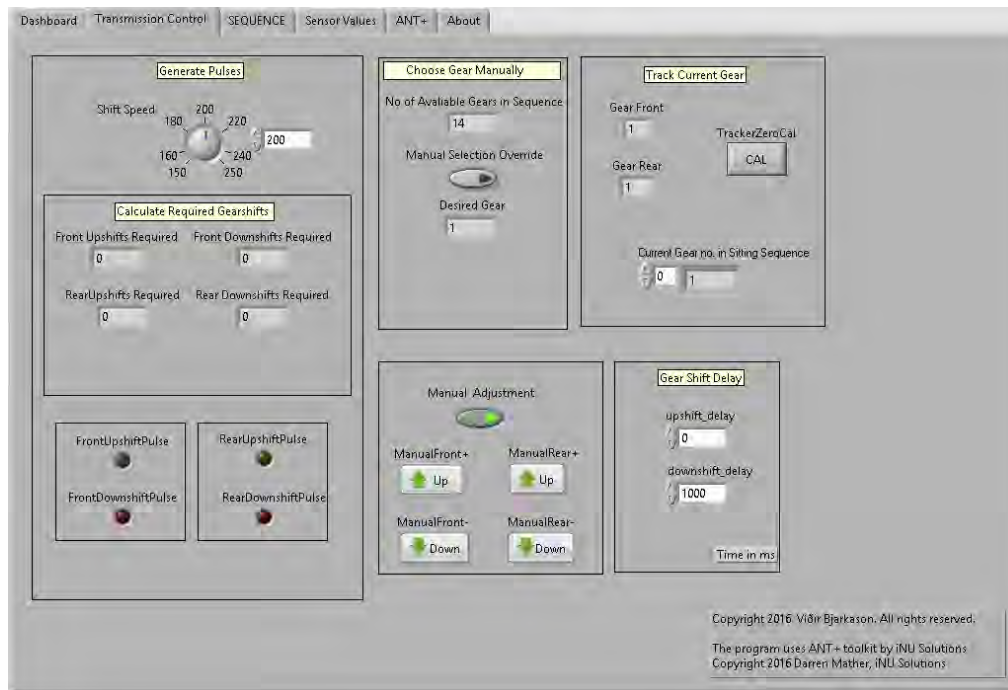 Dashboard Transmission Control SEQUENCE Sensor Values ANT+ About
Generate Pulses
Shift Speed
200
180 220
160 240
150 250
200
Calculate Required Gearshifts
Front Upshifts Required Front Downshifts Required
0 0
RearUpshifts Required Rear Downshifts Required
0 0
FrontUpshiftPulse
FrontDownshiftPulse
RearUpshiftPulse
RearDownshiftPulse
Choose Gear Manually
No of Avaliable Gears in Sequence
14
Manual Selection Override
Desired Gear
1
Track Current Gear
Gear Front
1
Gear Rear
1
TrackerZeroCal
CAL
Current Gear no. in Sitting Sequence
0 1
Manual Adjustment
ManualFront+ ManualRear+
Up Up
ManualFront- ManualRear-
Down Down
Gear Shift Delay
upshift_delay
0
downshift_delay
1000
Time in ms
Copyright 2016 Viðir Bjarkason. All rights reserved.
The program uses ANT+ toolkit by iNU Solutions
Copyright 2016 Darren Mather, iNU Solutions